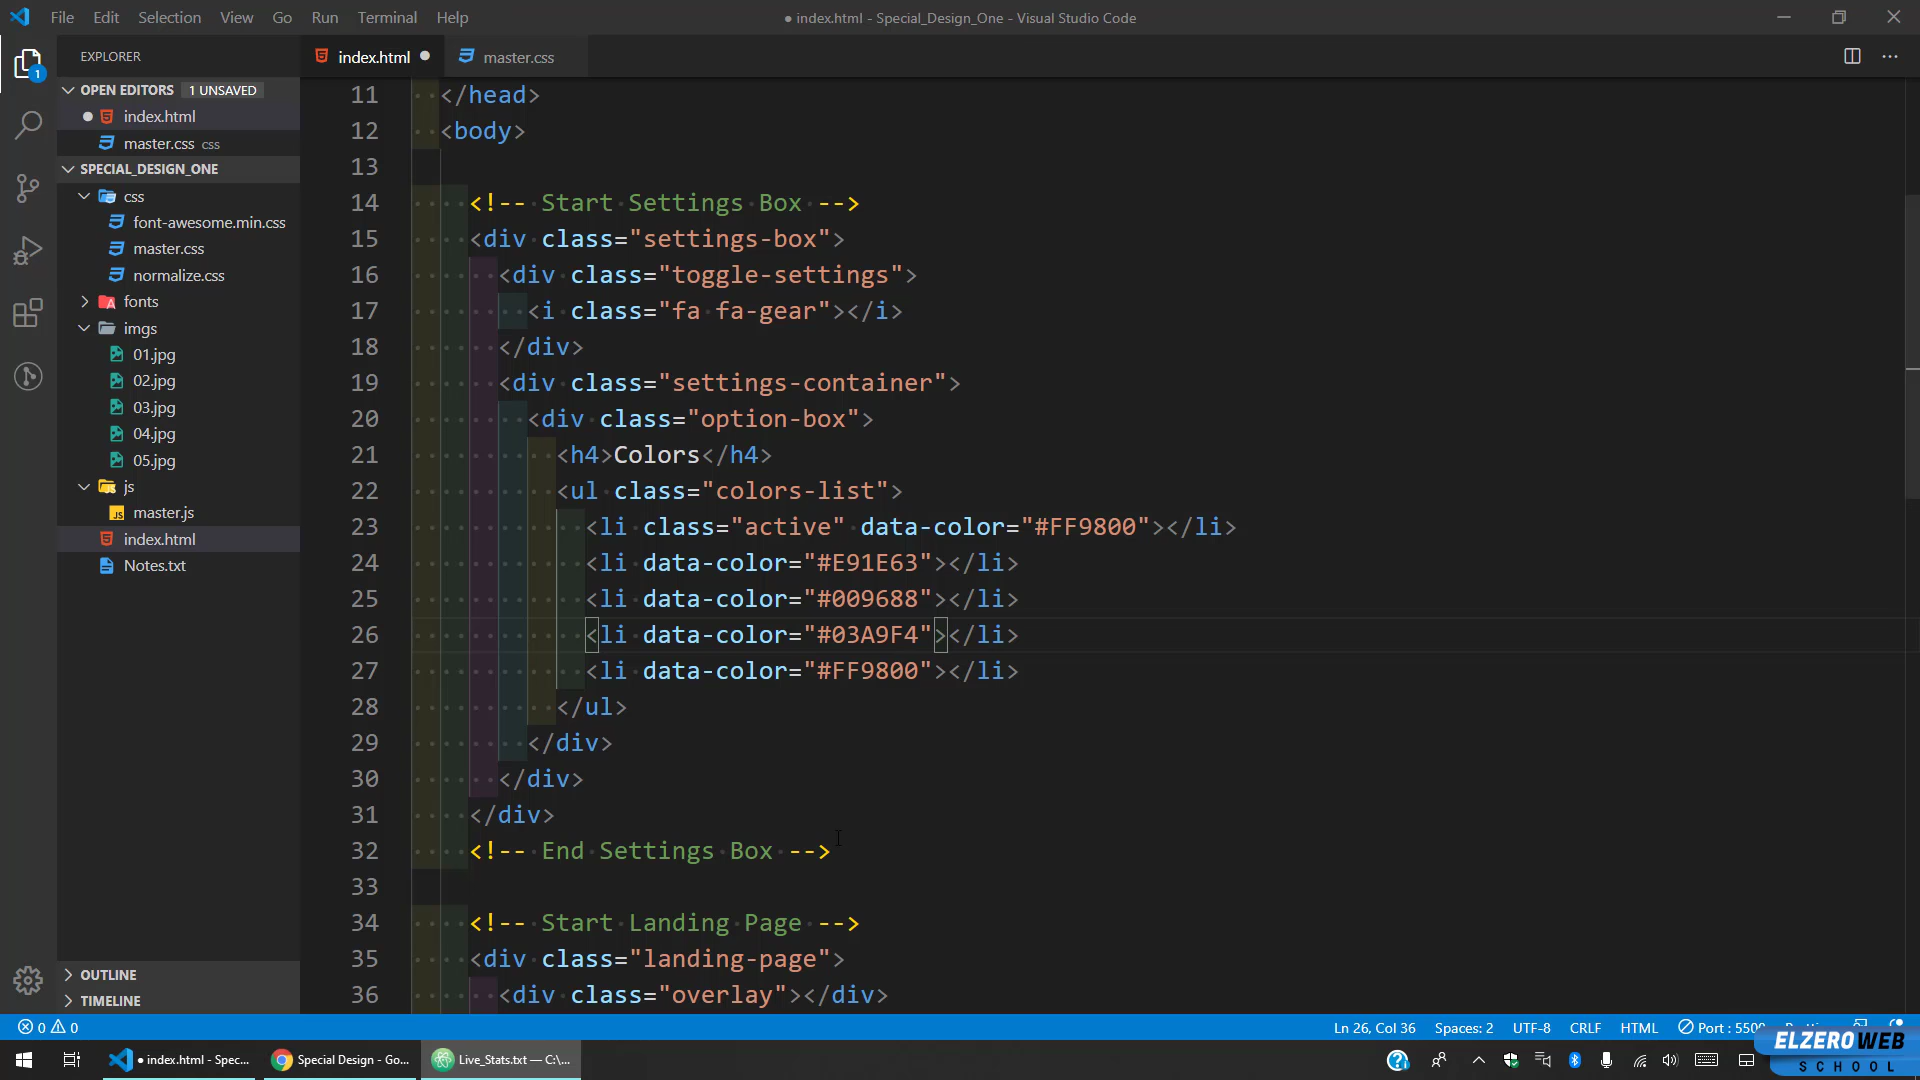 File Edit Selection View Go Run Terminal Help
● index.html - Special_Design_One - Visual Studio Code
EXPLORER
index.html
master.css
OPEN EDITORS 1 UNSAVED
index.html
master.css css
SPECIAL_DESIGN_ONE
css
font-awesome.min.css
master.css
normalize.css
fonts
imgs
01.jpg
02.jpg
03.jpg
04.jpg
05.jpg
js
master.js
index.html
Notes.txt
OUTLINE
TIMELINE
1
11 </head>
12 <body>
13
14 <!-- Start Settings Box -->
15 <div class="settings-box">
16 <div class="toggle-settings">
17 <i class="fa fa-gear"></i>
18 </div>
19 <div class="settings-container">
20 <div class="option-box">
21 <h4>Colors</h4>
22 <ul class="colors-list">
23 <li class="active" data-color="#FF9800"></li>
24 <li data-color="#E91E63"></li>
25 <li data-color="#009688"></li>
26 <li data-color="#03A9F4"></li>
27 <li data-color="#FF9800"></li>
28 </ul>
29 </div>
30 </div>
31 </div>
32 <!-- End Settings Box -->
33
34 <!-- Start Landing Page -->
35 <div class="landing-page">
36 <div class="overlay"></div>
0 0
Ln 26, Col 36 Spaces: 2 UTF-8 CRLF HTML Port : 5500
● index.html - Spec...
Special Design - Go...
Live_Stats.txt — C:\...
ELZEROWEB
SCHOOL